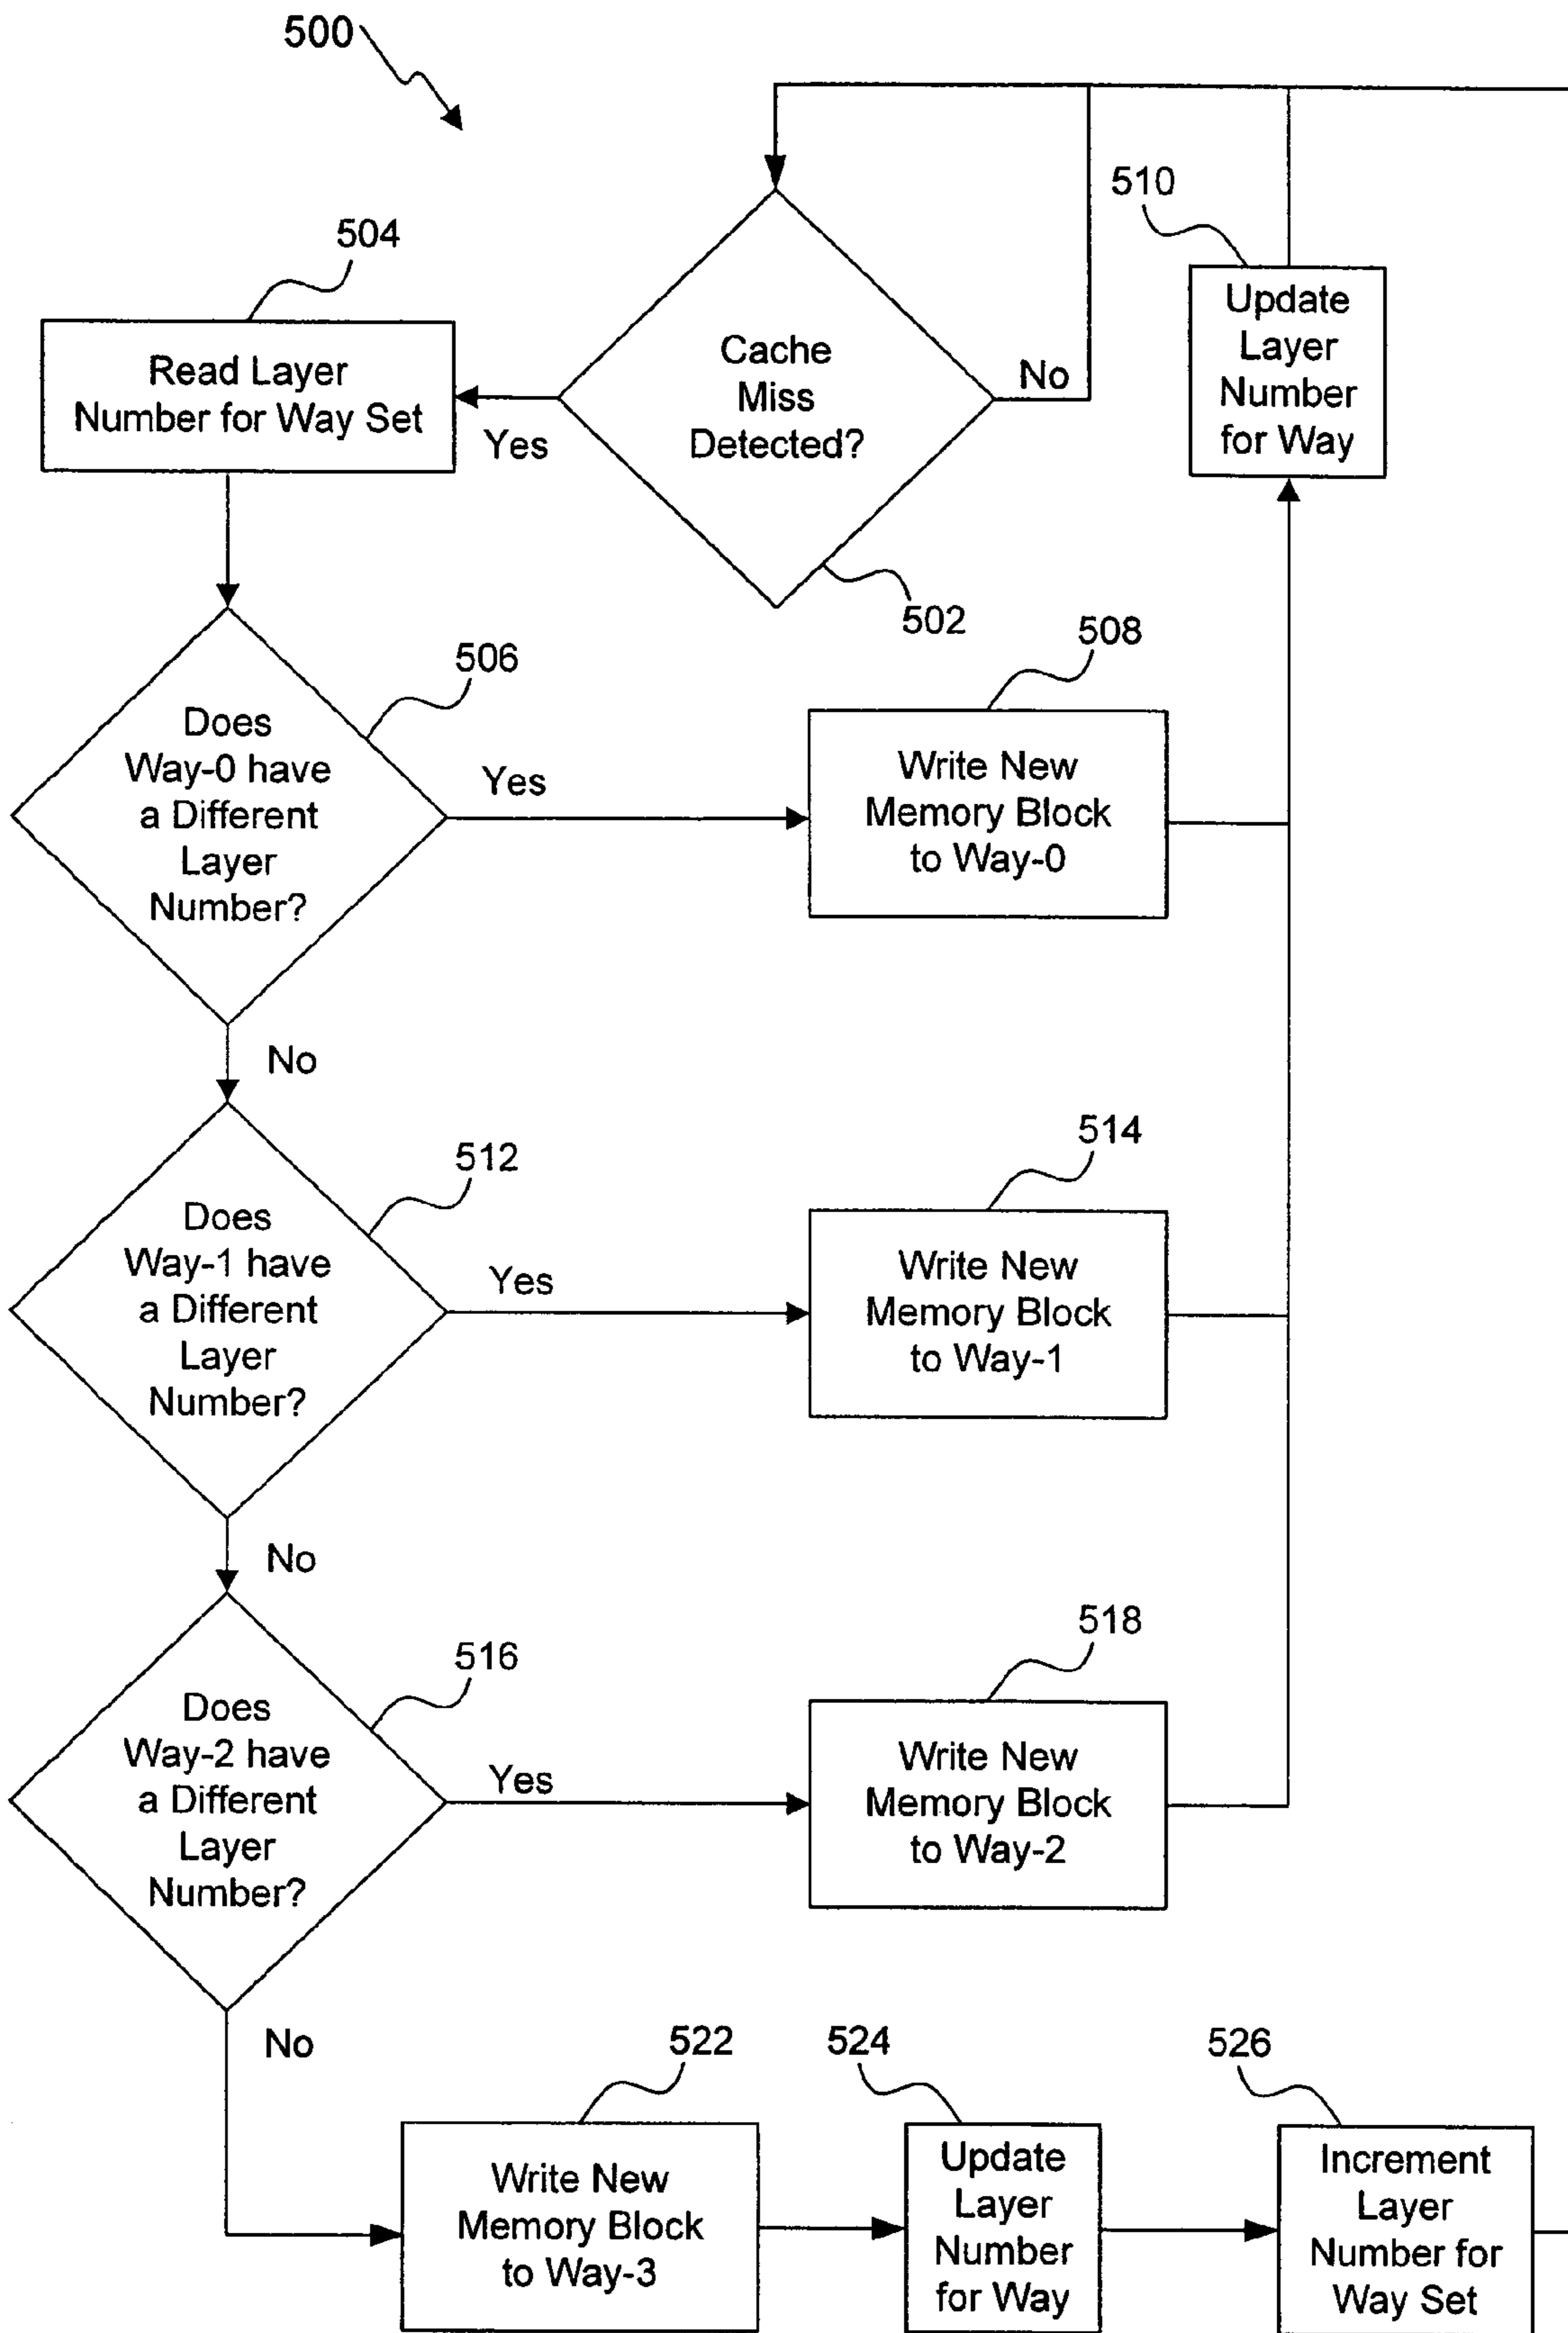 500
510
504
Update
Layer
Number
for Way
Cache
Miss
Detected?
No
Read Layer
Number for Way Set
Yes
502
508
506
Does
Way-0 have
a Different
Layer
Number?
Yes
Write New
Memory Block
to Way-0
No
514
512
Does
Way-1 have
a Different
Layer
Number?
Yes
Write New
Memory Block
to Way-1
No
518
516
Does
Way-2 have
a Different
Layer
Number?
Yes
Write New
Memory Block
to Way-2
No
522
524
526
Write New
Memory Block
to Way-3
Update
Layer
Number
for Way
Increment
Layer
Number for
Way Set